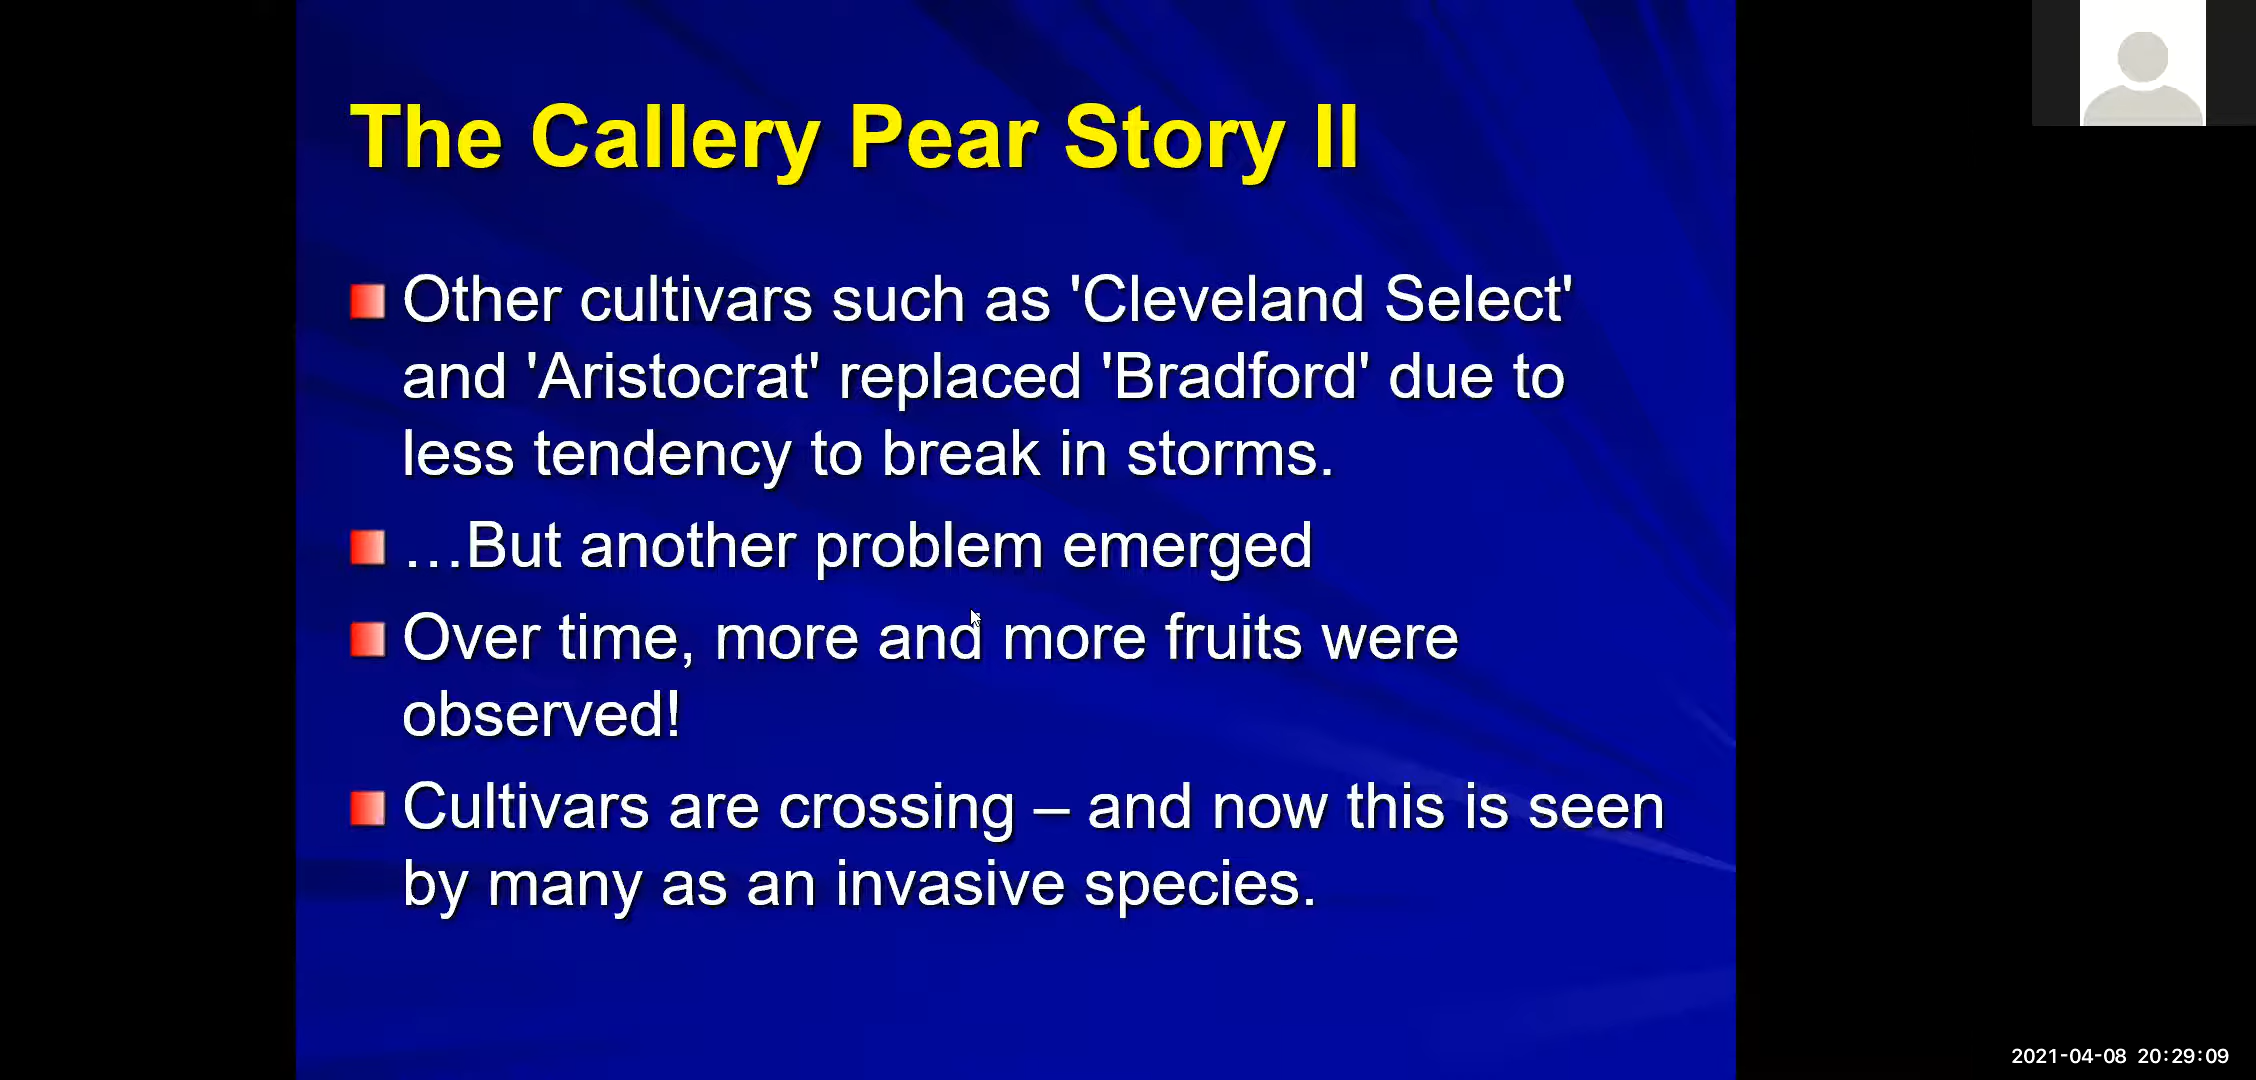 The Callery Pear Story II
Other cultivars such as 'Cleveland Select'
and 'Aristocrat' replaced 'Bradford' due to
less tendency to break in storms.
…But another problem emerged
Over time, more and more fruits were
observed!
Cultivars are crossing – and now this is seen
by many as an invasive species.
2021-04-08 20:29:09